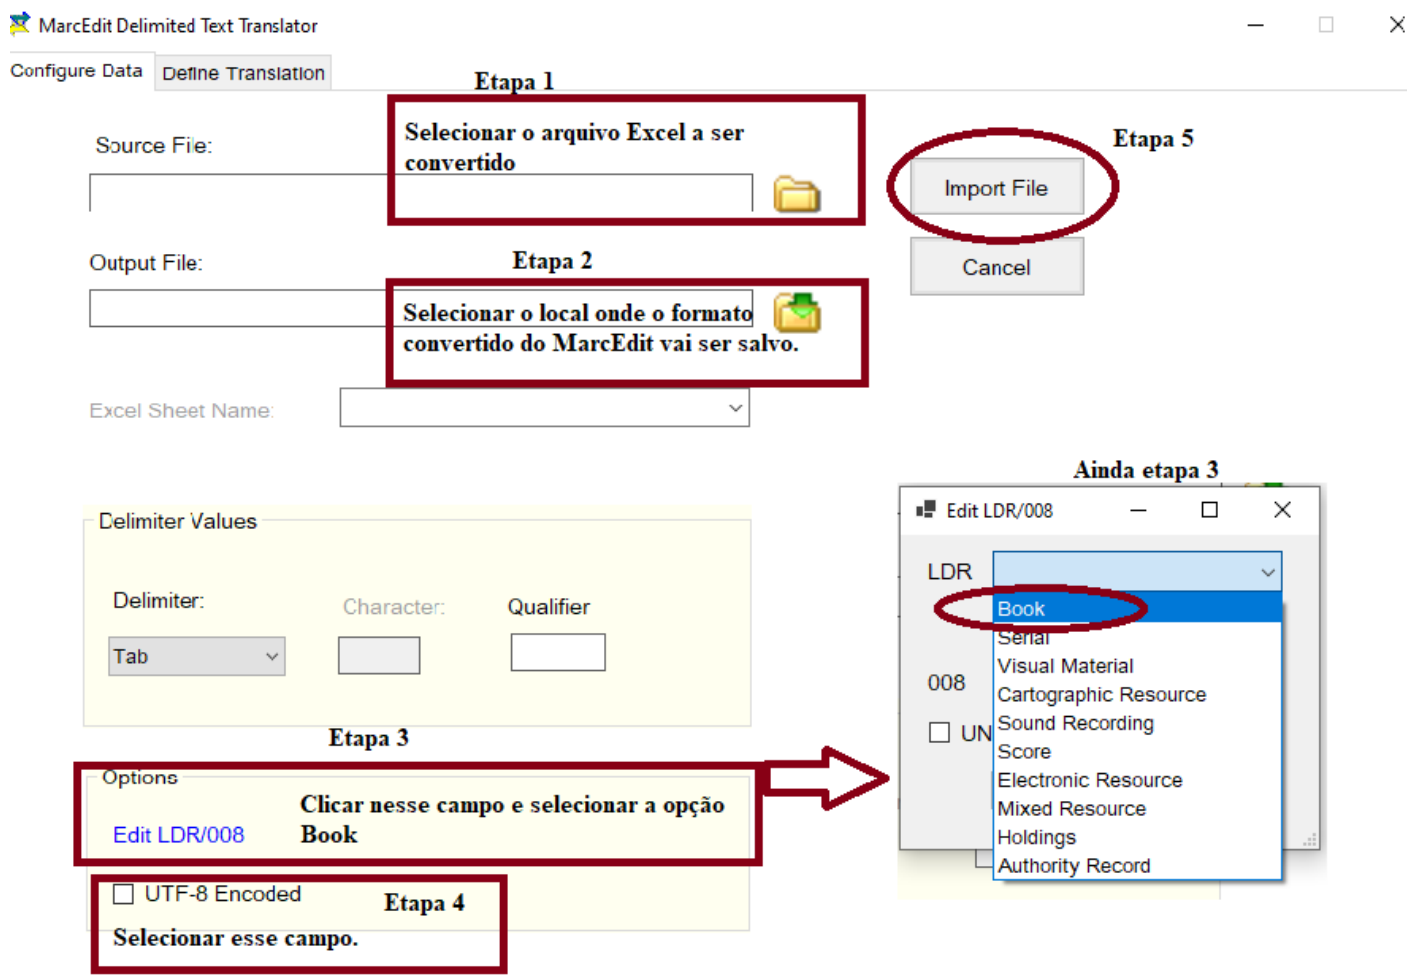 MarcEdit Delimited Text Translator
Configure Data
Define Translation
Etapa 1
Source File:
Selecionar o arquivo Excel a ser
convertido
Etapa 5
Import File
Output File:
Etapa 2
Cancel
Selecionar o local onde o formato
convertido do MarcEdit vai ser salvo.
Excel Sheet Name:
Ainda etapa 3
Delimiter Values
Delimiter:
Character:
Qualifier
Tab
Etapa 3
Options
Clicar nesse campo e selecionar a opção
Book
Edit LDR/008
UTF-8 Encoded
Etapa 4
Selecionar esse campo.
Edit LDR/008
LDR
Book
Serial
Visual Material
Cartographic Resource
008
Sound Recording
UN
Score
Electronic Resource
Mixed Resource
Holdings
Authority Record